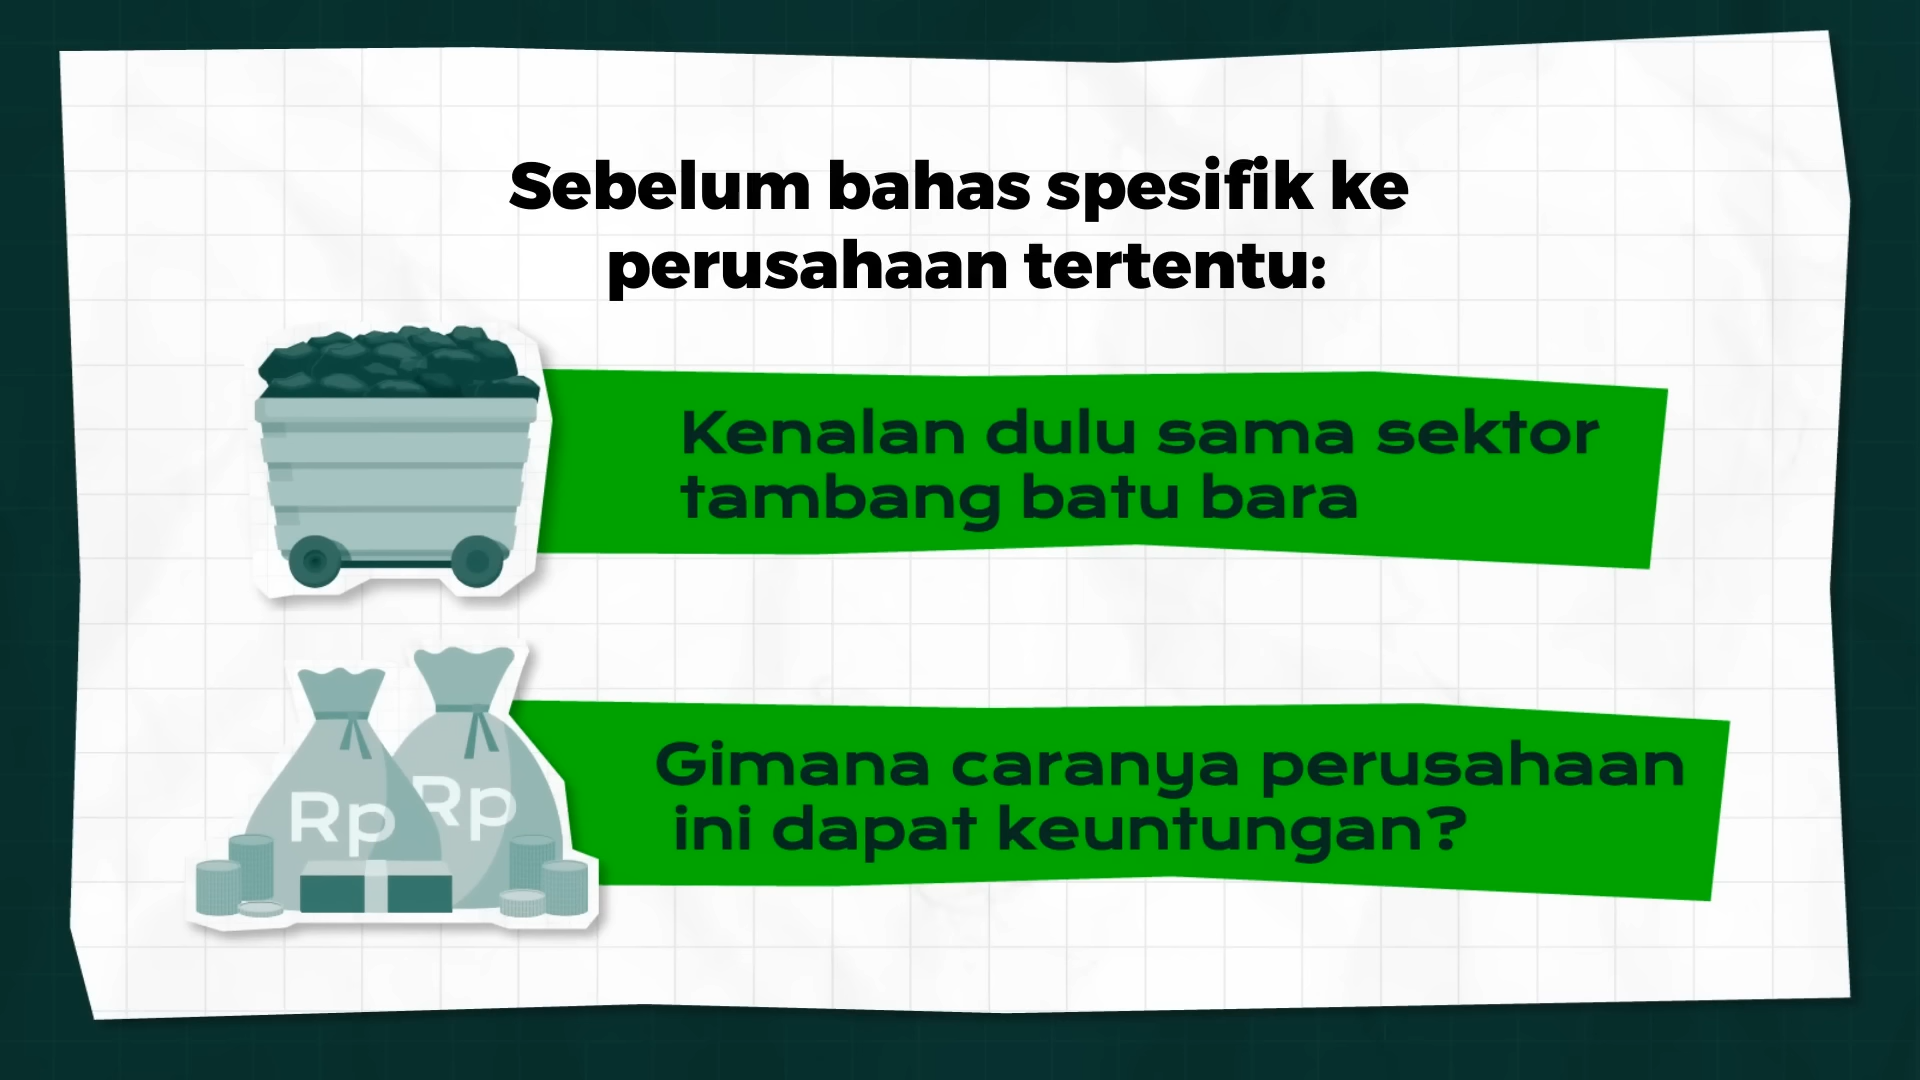 Sebelum bahas spesifik ke
perusahaan tertentu:
Kenalan dulu sama sektor
tambang batu bara
Rp
Rp
Gimana caranya perusahaan
ini dapat keuntungan?